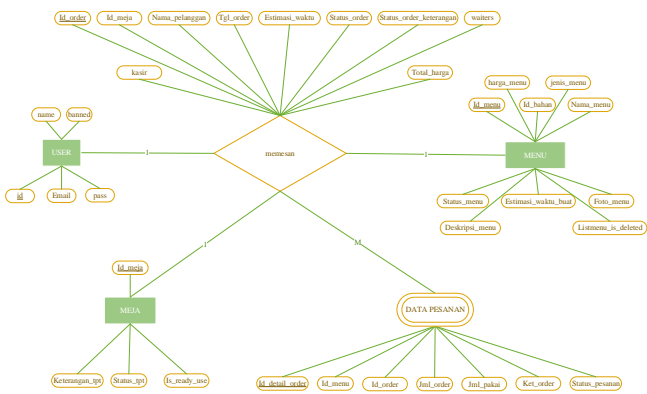 Id_order
Id_meja
Nama_pelanggan
Tgl_order
Estimasi_waktu
Status_order
Status_order_keterangan
waiters
kasir
Total_harga
harga_menu
jenis_menu
Id_menu
Id_bahan
Nama_menu
name
banned
USER
1
memesan
1
MENU
id
Email
pass
Status_menu
Estimasi_waktu_buat
Foto_menu
Deskripsi_menu
Listmenu_is_deleted
1
M
Id_meja
MEJA
DATA PESANAN
Keterangan_tpt
Status_tpt
Is_ready_use
Id_detail_order
Id_menu
Id_order
Jml_order
Jml_pakai
Ket_order
Status_pesanan